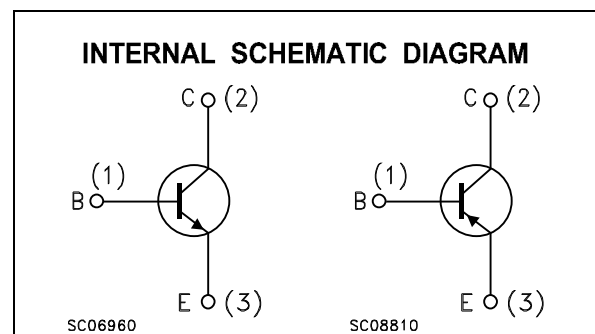 INTERNAL SCHEMATIC DIAGRAM
C (2) C (2)
(1) (1)
B B
E (3) E (3)
SC06960 SC08810